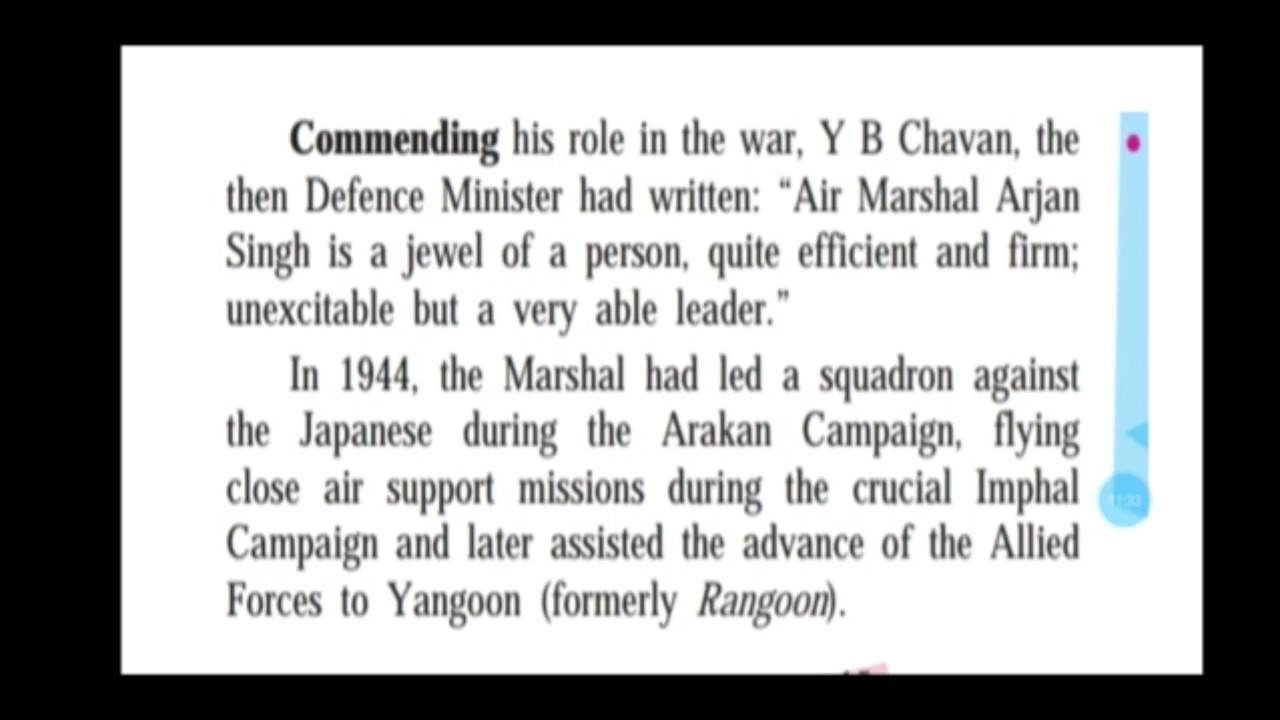 Commending his role in the war, Y B Chavan, the
then Defence Minister had written: “Air Marshal Arjan
Singh is a jewel of a person, quite efficient and firm;
unexcitable but a very able leader.”
In 1944, the Marshal had led a squadron against
the Japanese during the Arakan Campaign, flying
close air support missions during the crucial Imphal
Campaign and later assisted the advance of the Allied
Forces to Yangoon (formerly Rangoon).
11:33